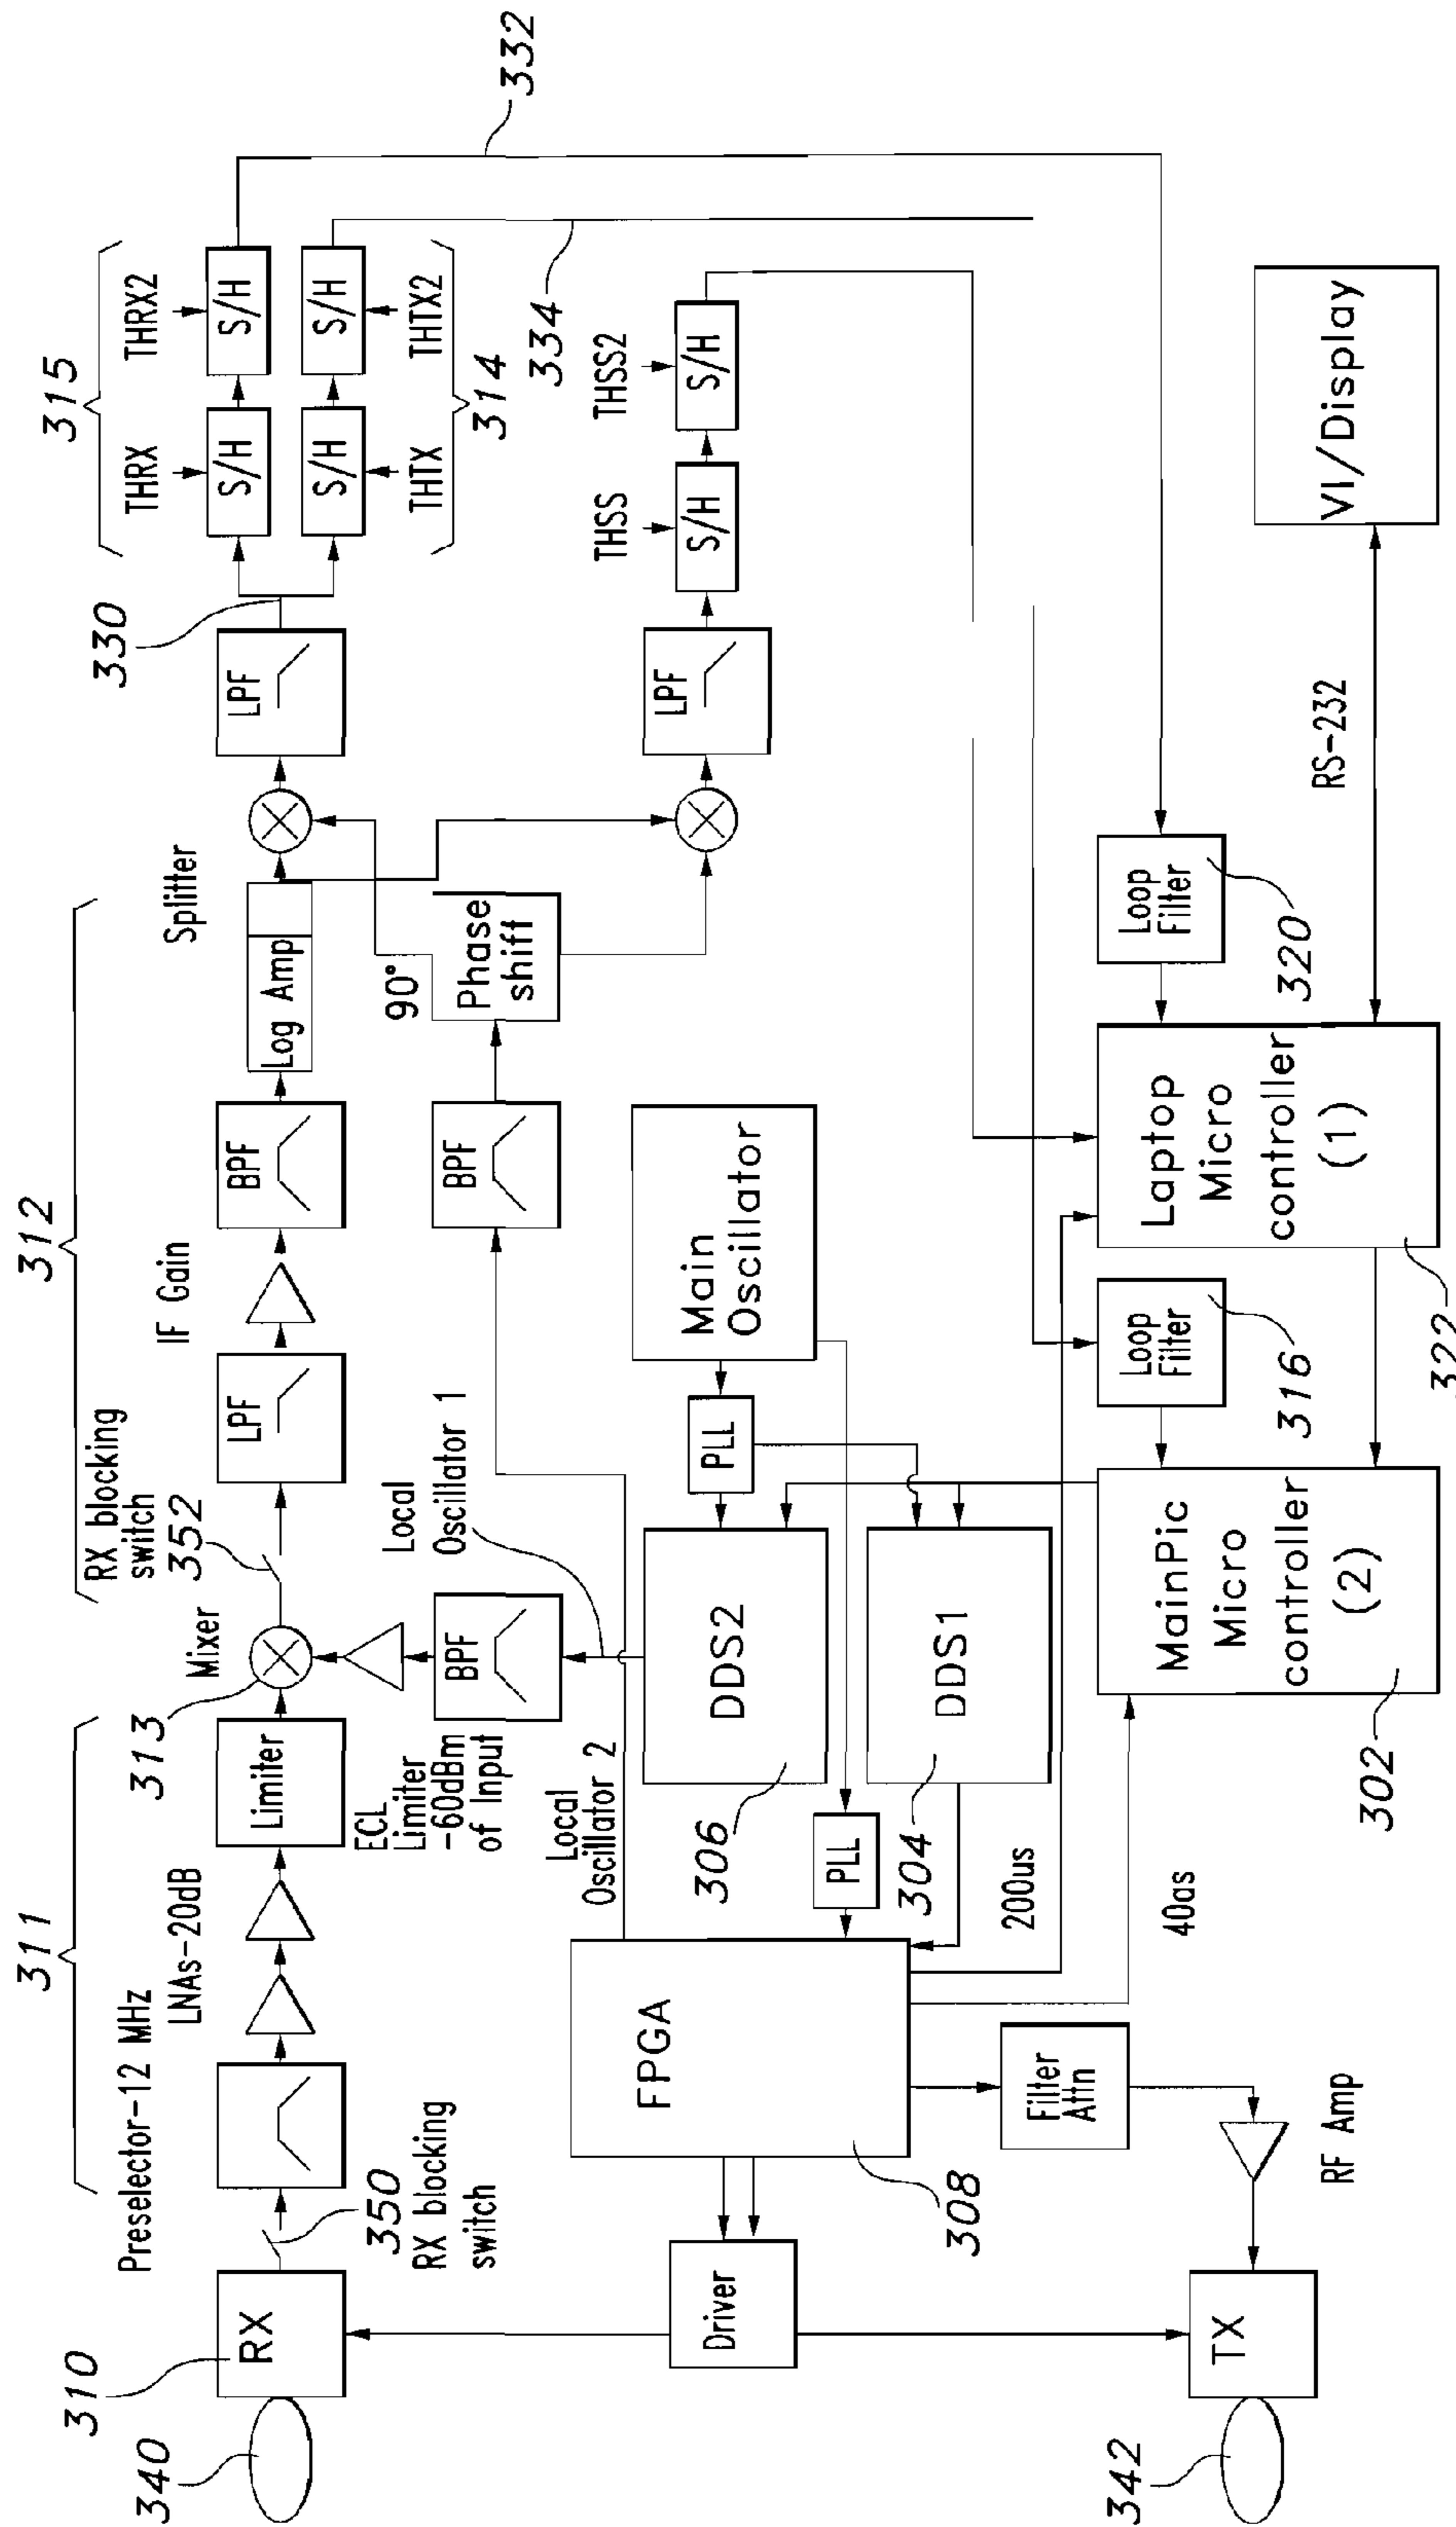 311
312
315
332
Preselector-12 MHz
LNAs-20dB
313
Mixer
RX blocking
switch
352
IF Gain
Splitter
330
THRX
THRX2
310
340
RX
350
RX blocking
switch
Limiter
LPF
BPF
Log Amp
LPF
S/H
S/H
S/H
S/H
THTX
THTX2
314
334
ECL
Limiter
-60dBm
of Input
BPF
Local
Oscillator 1
BPF
90°
Phase
shift
Local
Oscillator 2
LPF
THSS
S/H
THSS2
S/H
Driver
FPGA
308
PLL
306
DDS2
PLL
Main
Oscillator
304
DDS1
200us
Filter
Attn
40as
RF Amp
TX
342
MainPic
Micro
controller
(2)
302
Loop
Filter
316
Laptop
Micro
controller
(1)
322
Loop
Filter
320
RS-232
VI/Display